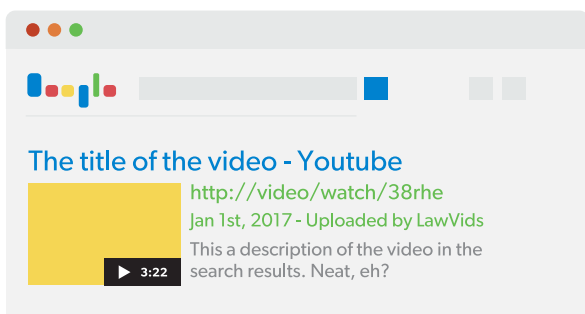 The title of the video - Youtube
http://video/watch/38rhe
Jan 1st, 2017 - Uploaded by LawVids
This a description of the video in the
search results. Neat, eh?
3:22